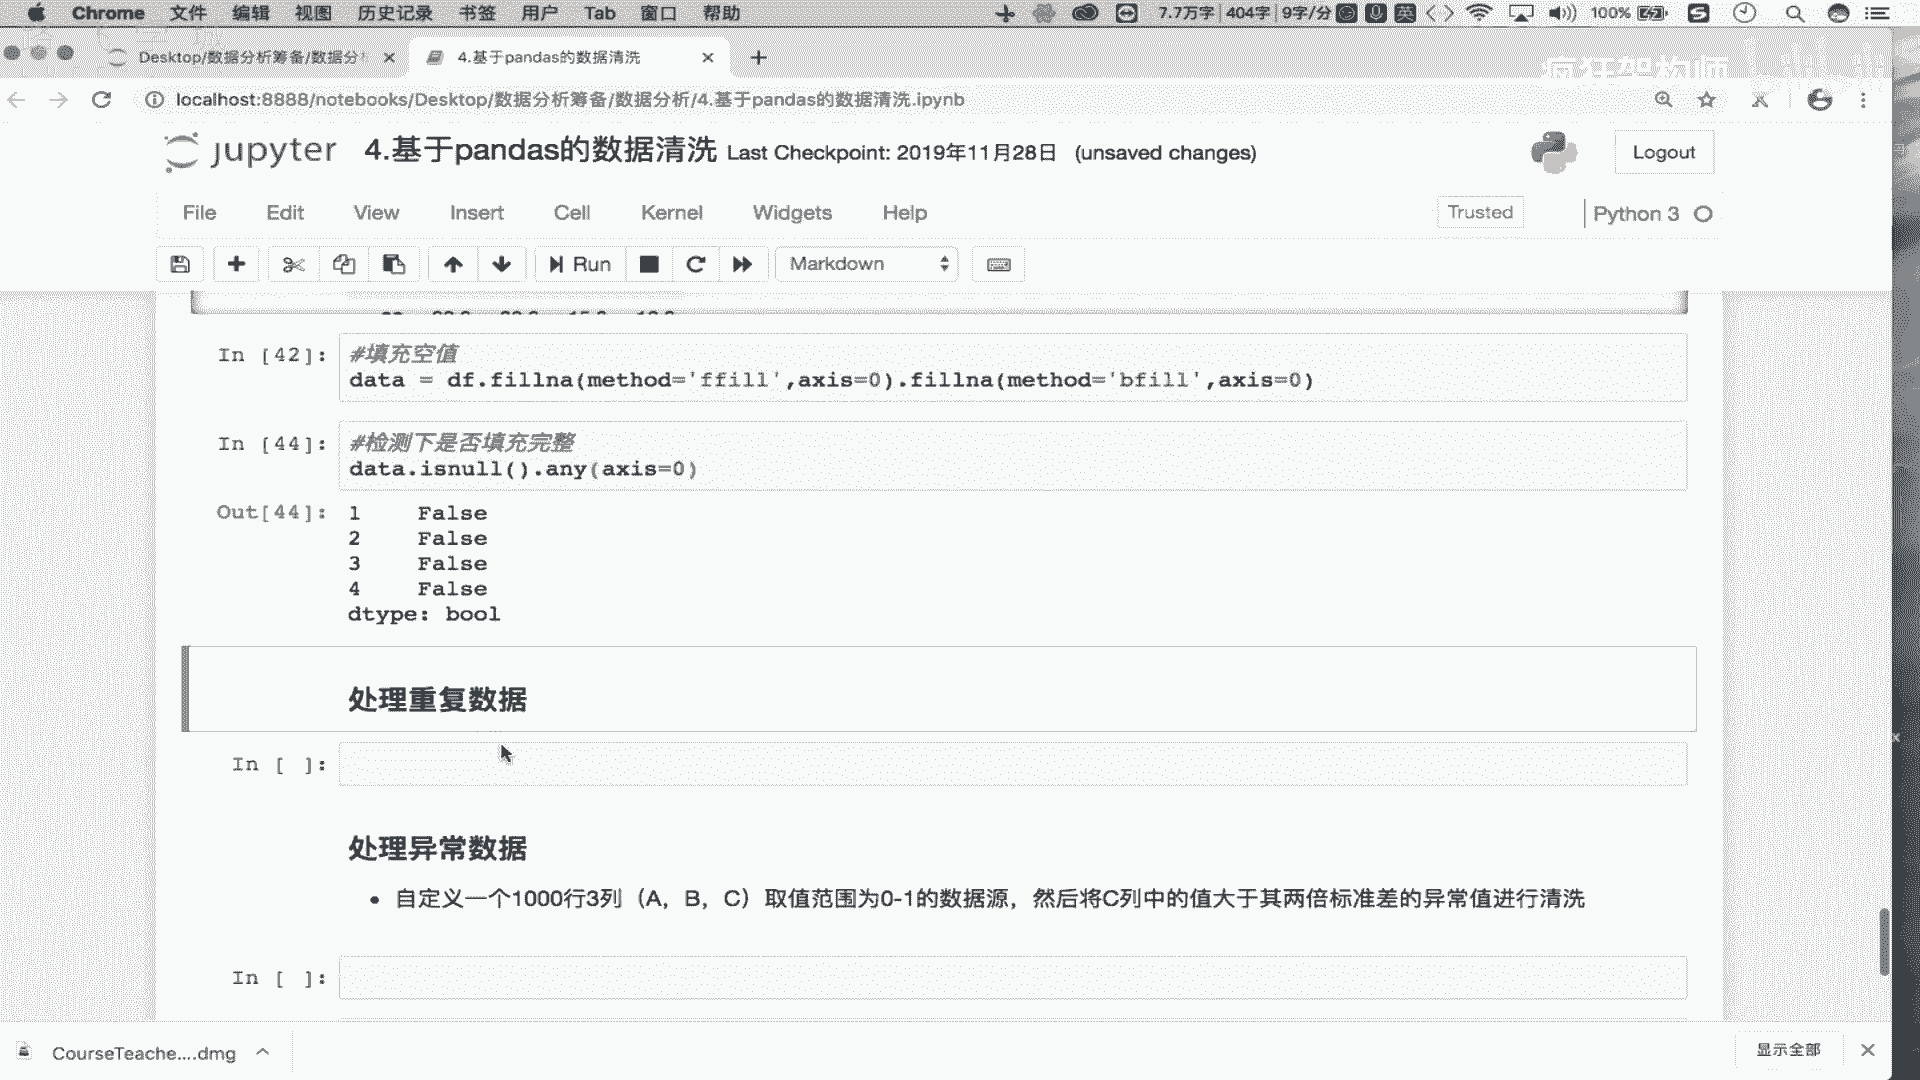 Chrome 文件 编辑 视图 历史记录 书签 用户 Tab 窗口 帮助 7.7万字 404字 9字/分 英 100%
Desktop/数据分析筹备/数据分 4.基于pandas的数据清洗
疯狂架构师
localhost:8888/notebooks/Desktop/数据分析筹备/数据分析/4.基于pandas的数据清洗.ipynb
jupyter 4.基于pandas的数据清洗 Last Checkpoint: 2019年11月28日 (unsaved changes) Logout
File Edit View Insert Cell Kernel Widgets Help Trusted Python 3
Run Markdown
In [42]: #填充空值
data = df.fillna(method='ffill',axis=0).fillna(method='bfill',axis=0)
In [44]: #检测下是否填充完整
data.isnull().any(axis=0)
Out[44]: 1 False
2 False
3 False
4 False
dtype: bool
处理重复数据
In [ ]:
处理异常数据
• 自定义一个1000行3列（A，B，C）取值范围为0-1的数据源，然后将C列中的值大于其两倍标准差的异常值进行清洗
In [ ]:
CourseTeache....dmg 显示全部